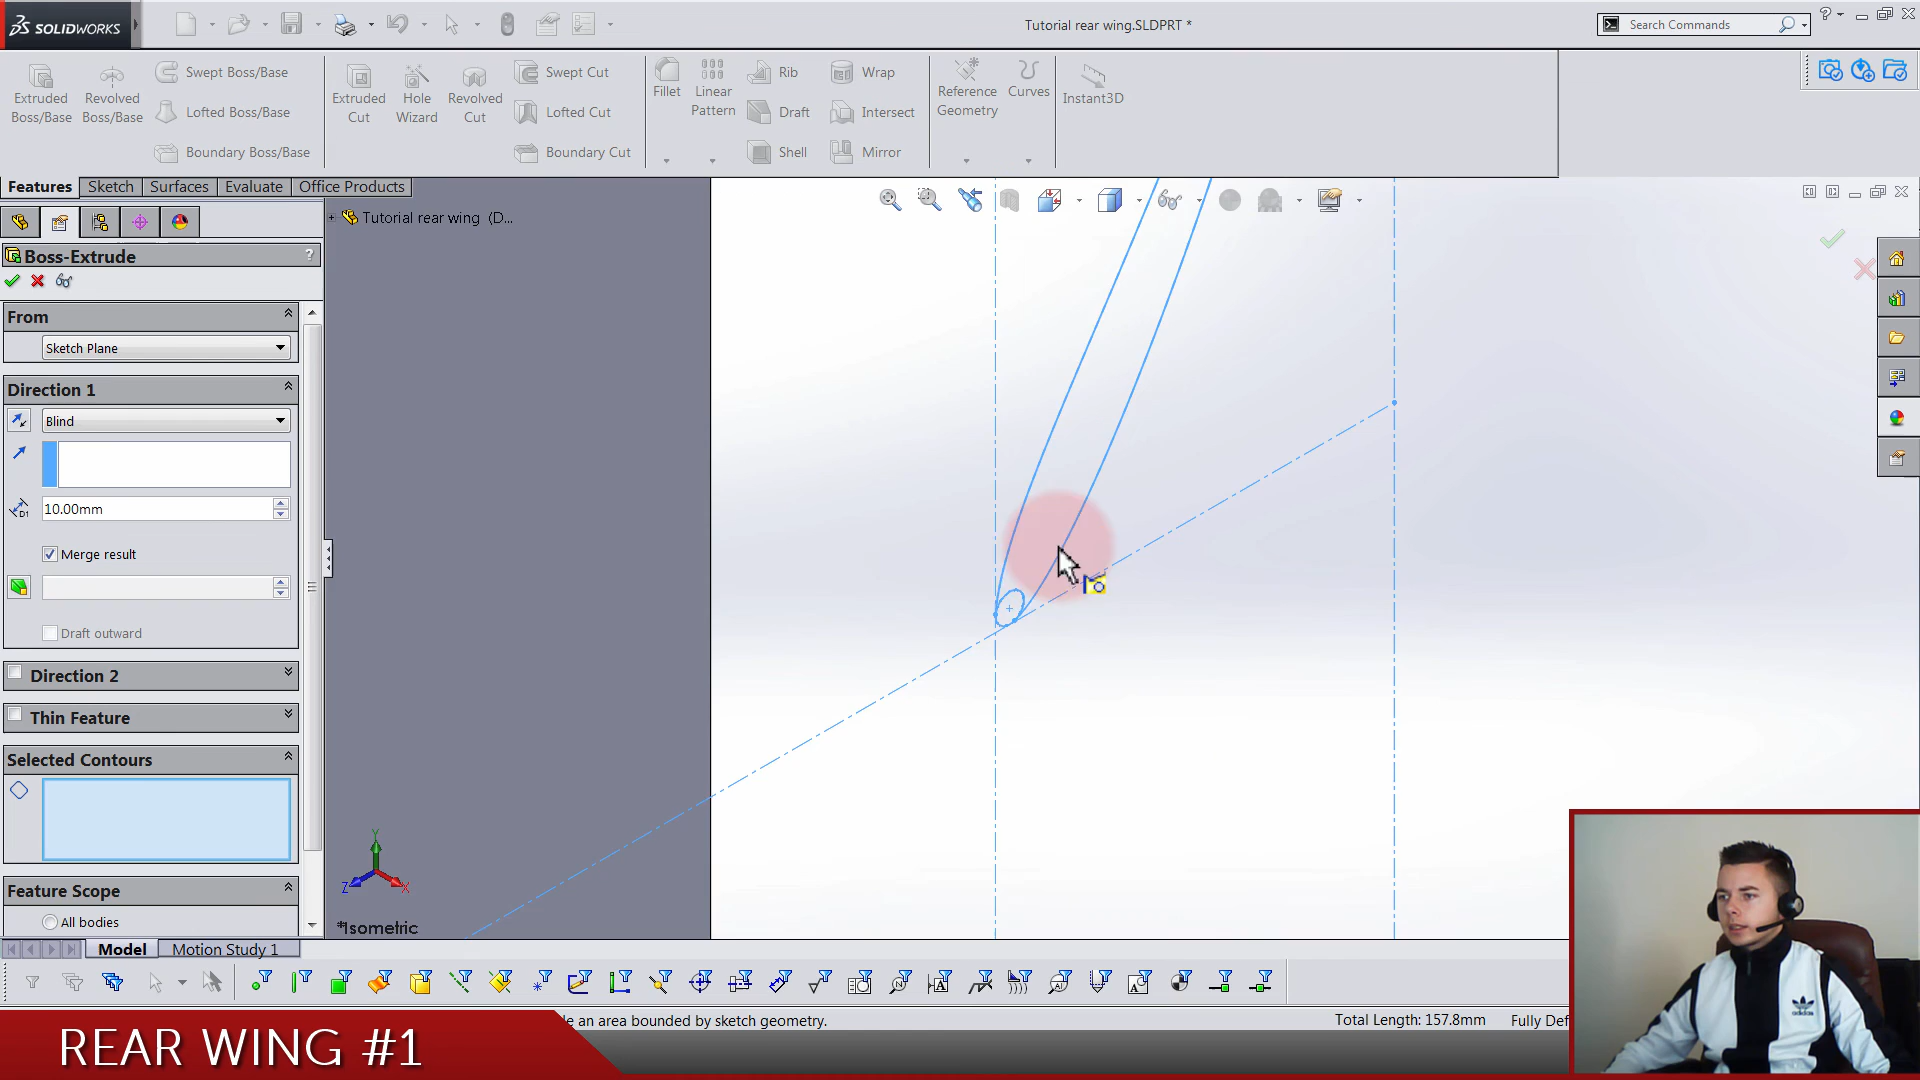 SOLIDWORKS
Tutorial rear wing.SLDPRT *
Search Commands
?
Extruded Boss/Base
Revolved Boss/Base
Swept Boss/Base
Lofted Boss/Base
Boundary Boss/Base
Extruded Cut
Hole Wizard
Revolved Cut
Swept Cut
Lofted Cut
Boundary Cut
Fillet
Linear Pattern
Rib
Draft
Shell
Wrap
Intersect
Mirror
Reference Geometry
Curves
Instant3D
Features
Sketch
Surfaces
Evaluate
Office Products
Tutorial rear wing (D...
Boss-Extrude
?
From
Sketch Plane
Direction 1
Blind
D1
10.00mm
Merge result
Draft outward
Direction 2
Thin Feature
Selected Contours
Feature Scope
All bodies
Y
Z
X
*Isometric
Model
Motion Study 1
e an area bounded by sketch geometry.
Total Length: 157.8mm
Fully Def
REAR WING #1
adidas